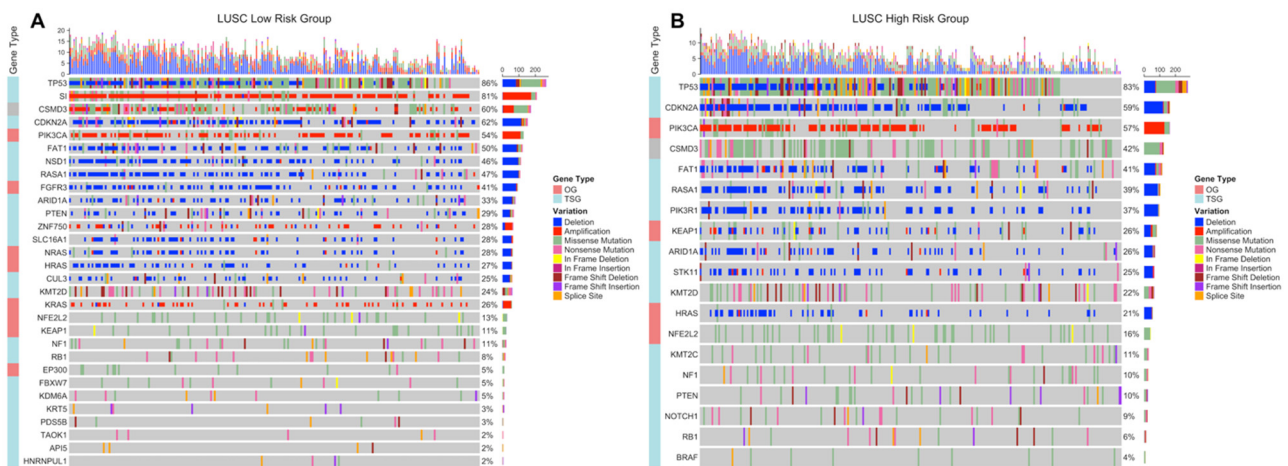 A
LUSC Low Risk Group
Gene Type
20
15
10
5
0
0 100 200
TP53 86%
SI 81%
CSMD3 60%
CDKN2A 62%
PIK3CA 54%
FAT1 50%
NSD1 46%
RASA1 47%
FGFR3 41%
ARID1A 33%
PTEN 29%
ZNF750 28%
SLC16A1 28%
NRAS 28%
HRAS 27%
CUL3 25%
KMT2D 24%
KRAS 26%
NFE2L2 13%
KEAP1 11%
NF1 11%
RB1 8%
EP300 5%
FBXW7 5%
KDM6A 5%
KRT5 3%
PDS5B 3%
TAOK1 2%
API5 2%
HNRNPUL1 2%
Gene Type
OG
TSG
Variation
Deletion
Amplification
Missense Mutation
Nonsense Mutation
In Frame Deletion
In Frame Insertion
Frame Shift Deletion
Frame Shift Insertion
Splice Site
B
LUSC High Risk Group
Gene Type
10
5
0
0 100 200
TP53 83%
CDKN2A 59%
PIK3CA 57%
CSMD3 42%
FAT1 41%
RASA1 39%
PIK3R1 37%
KEAP1 26%
ARID1A 26%
STK11 25%
KMT2D 22%
HRAS 21%
NFE2L2 16%
KMT2C 11%
NF1 10%
PTEN 10%
NOTCH1 9%
RB1 6%
BRAF 4%
Gene Type
OG
TSG
Variation
Deletion
Amplification
Missense Mutation
Nonsense Mutation
In Frame Deletion
In Frame Insertion
Frame Shift Deletion
Frame Shift Insertion
Splice Site